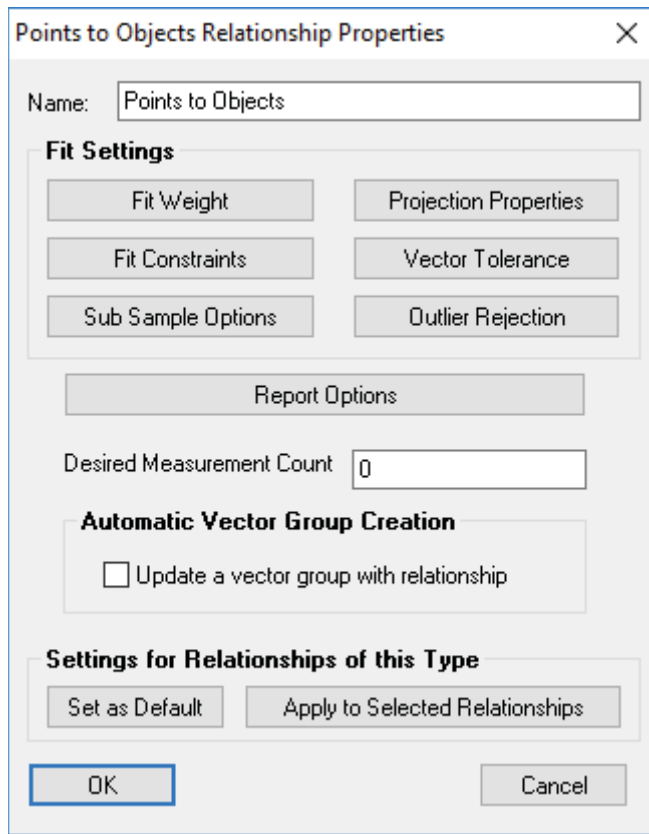 Points to Objects Relationship Properties
Name: Points to Objects
Fit Settings
Fit Weight Projection Properties
Fit Constraints Vector Tolerance
Sub Sample Options Outlier Rejection
Report Options
Desired Measurement Count 0
Automatic Vector Group Creation
Update a vector group with relationship
Settings for Relationships of this Type
Set as Default Apply to Selected Relationships
OK Cancel